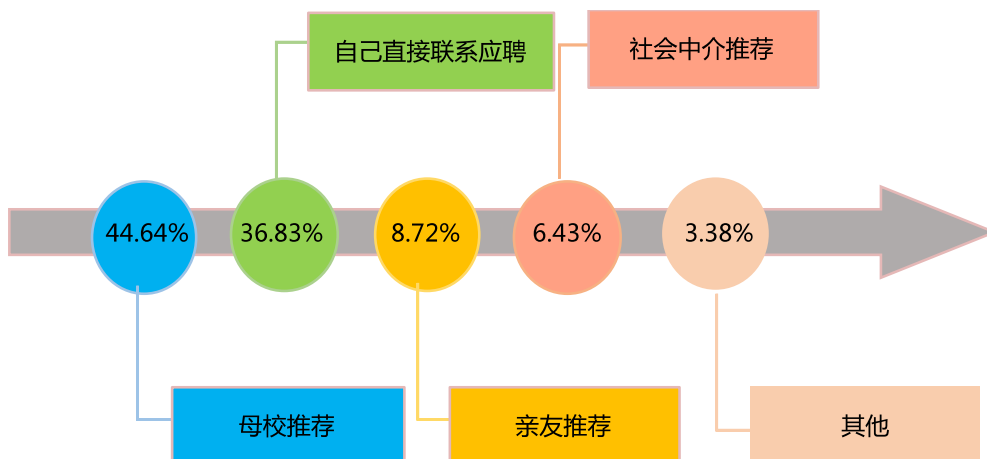 自己直接联系应聘
社会中介推荐
44.64%
36.83%
8.72%
6.43%
3.38%
母校推荐
亲友推荐
其他